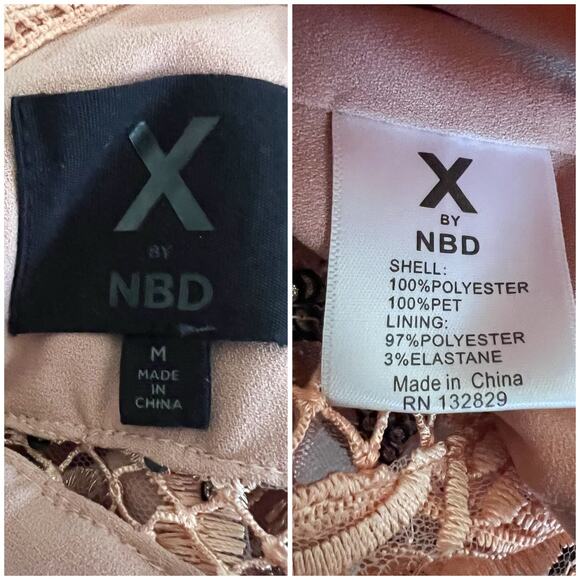 X
BY
NBD
M
MADE
IN
CHINA
X
BY
NBD
SHELL:
100%POLYESTER
100%PET
LINING:
97%POLYESTER
3%ELASTANE
Made in China
RN 132829